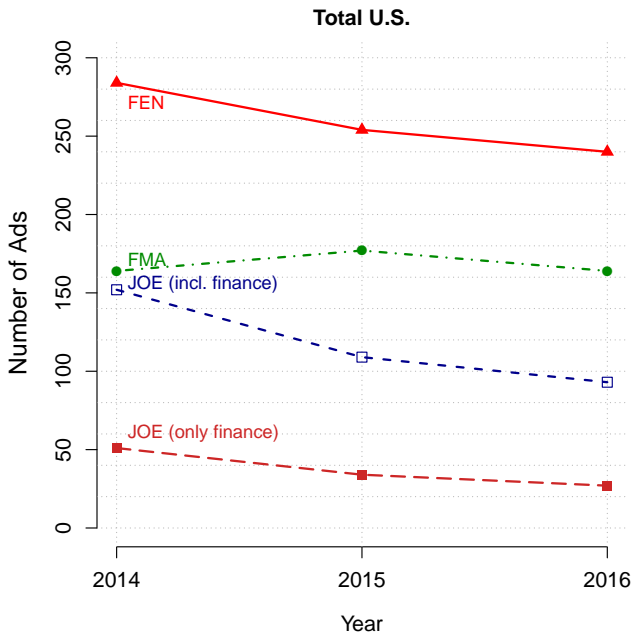 Total U.S.
300
250
200
150
100
50
0
Number of Ads
FEN
FMA
JOE (incl. finance)
JOE (only finance)
2014
2015
2016
Year